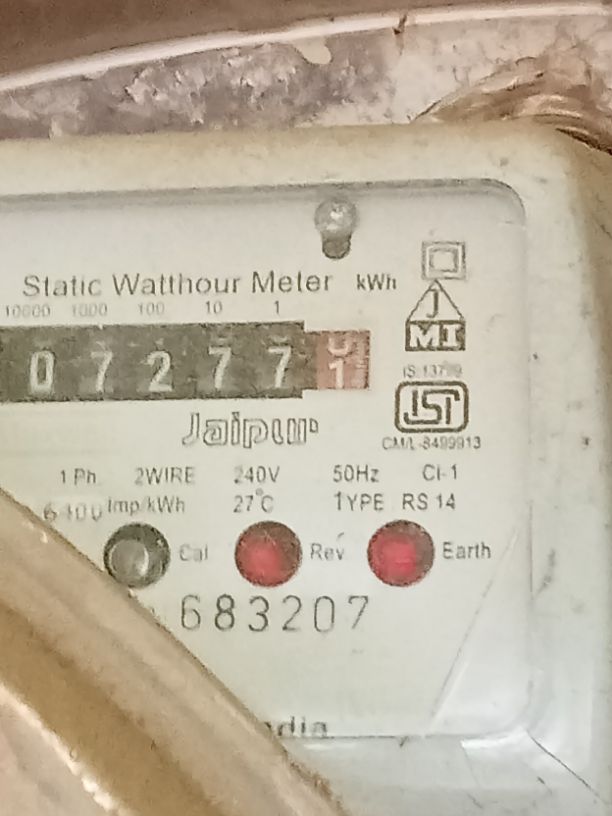 Static Watthour Meter kWh
10000 1000 100 10 1
0 7 2 7 7 1
J
MI
IS:13779
ISI
Jaipur
CM/L-8499913
1 Ph 2WIRE 240V 50Hz Cl-1
6400 Imp/kWh 27°C TYPE RS 14
Cal Rev Earth
683207